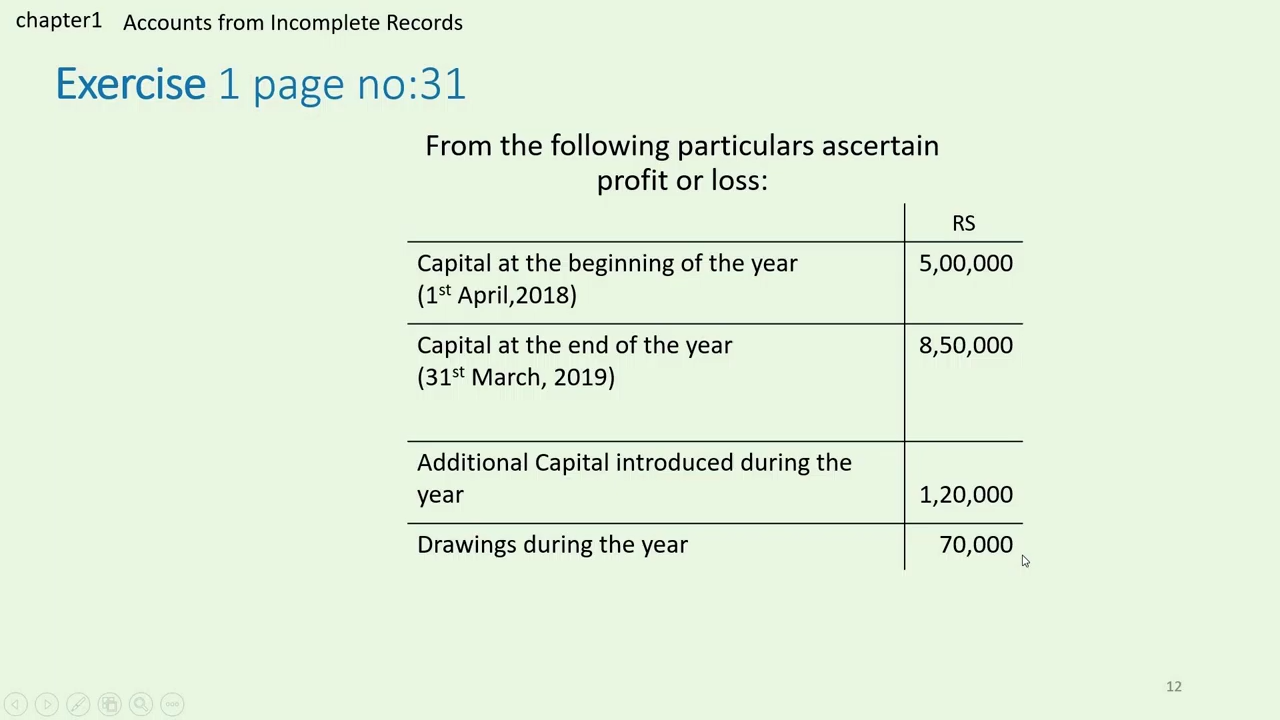 chapter1 Accounts from Incomplete Records
Exercise 1 page no:31
From the following particulars ascertain
profit or loss:
RS
Capital at the beginning of the year 5,00,000
(1st April,2018)
Capital at the end of the year 8,50,000
(31st March, 2019)
Additional Capital introduced during the
year 1,20,000
Drawings during the year 70,000
12